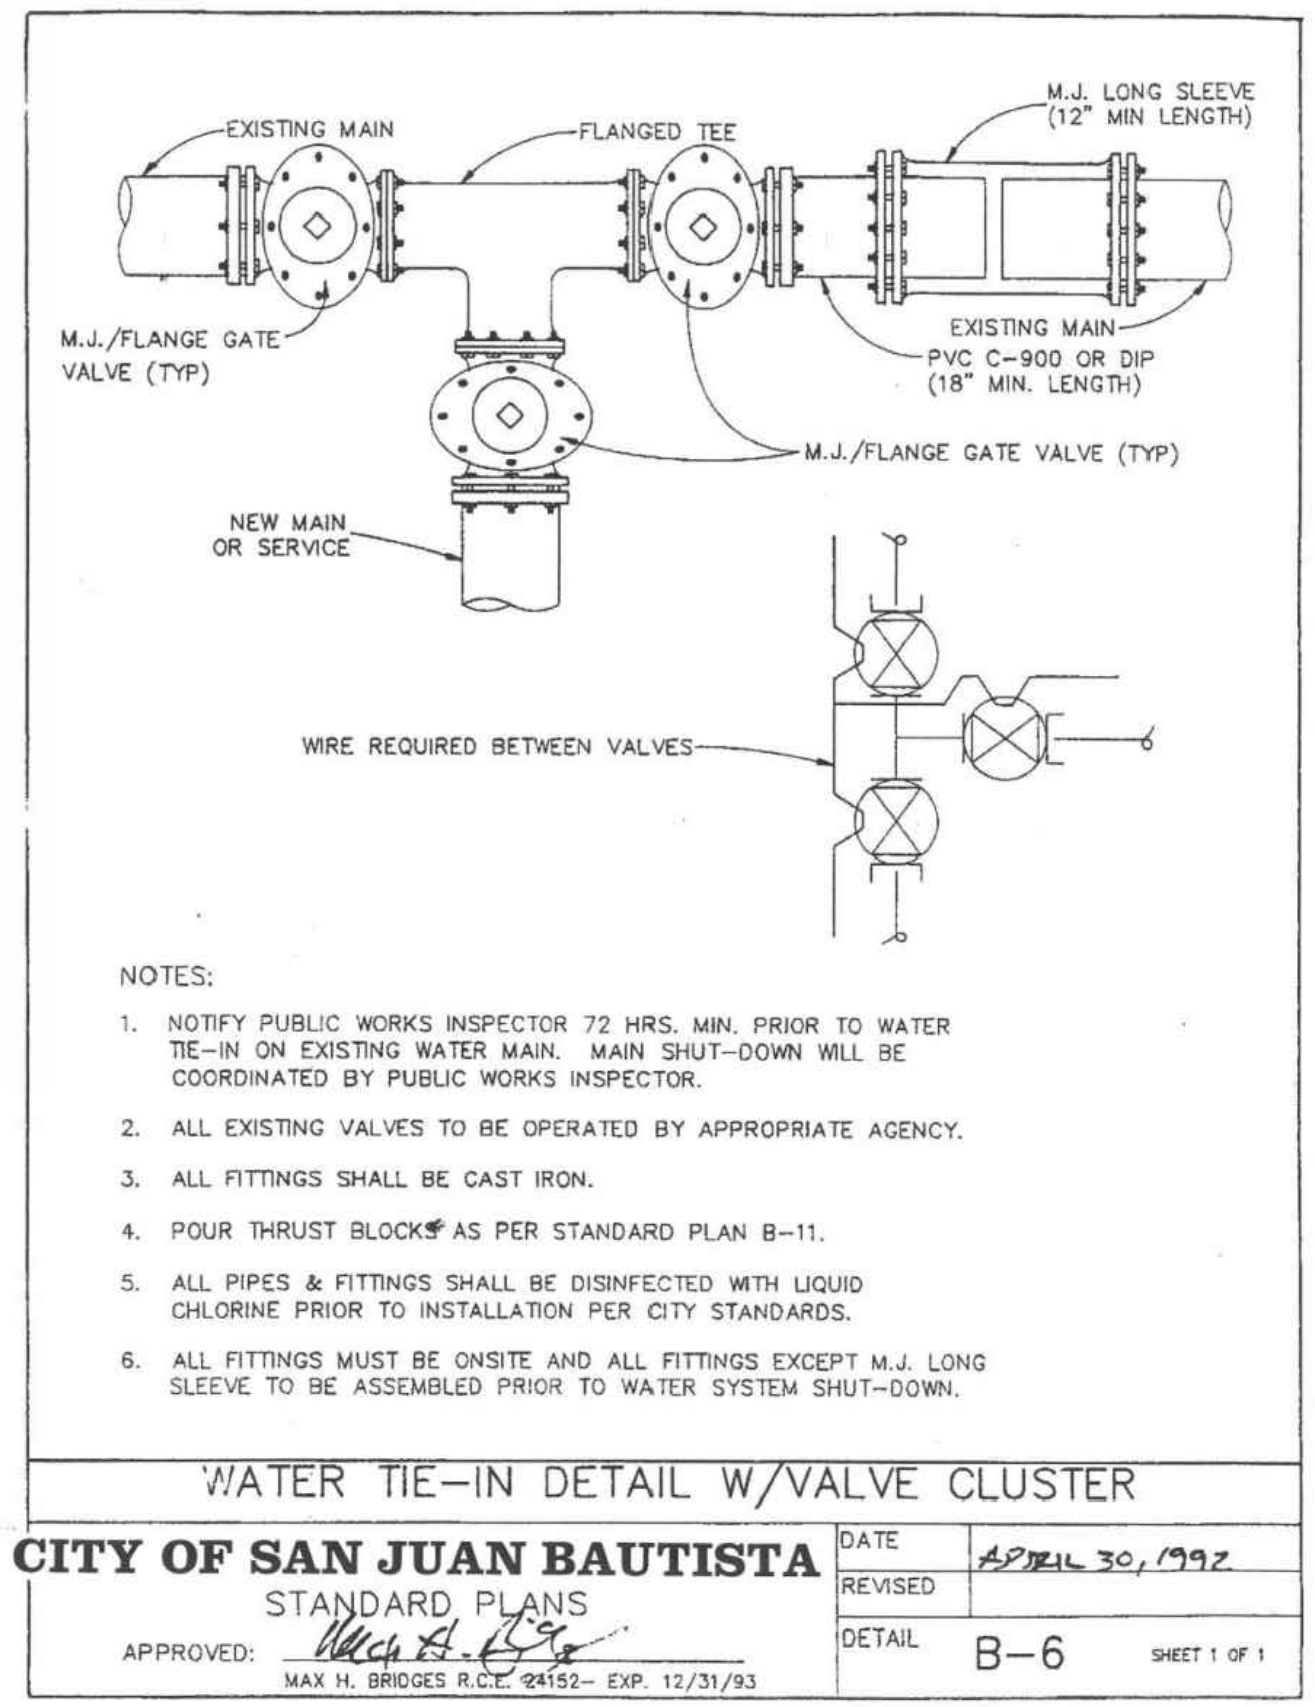 M.J. LONG SLEEVE
(12" MIN LENGTH)
EXISTING MAIN
FLANGED TEE
M.J./FLANGE GATE
VALVE (TYP)
EXISTING MAIN
PVC C-900 OR DIP
(18" MIN. LENGTH)
M.J./FLANGE GATE VALVE (TYP)
NEW MAIN
OR SERVICE
WIRE REQUIRED BETWEEN VALVES
NOTES:
1. NOTIFY PUBLIC WORKS INSPECTOR 72 HRS. MIN. PRIOR TO WATER
TIE-IN ON EXISTING WATER MAIN. MAIN SHUT-DOWN WILL BE
COORDINATED BY PUBLIC WORKS INSPECTOR.
2. ALL EXISTING VALVES TO BE OPERATED BY APPROPRIATE AGENCY.
3. ALL FITTINGS SHALL BE CAST IRON.
4. POUR THRUST BLOCKS AS PER STANDARD PLAN B-11.
5. ALL PIPES & FITTINGS SHALL BE DISINFECTED WITH LIQUID
CHLORINE PRIOR TO INSTALLATION PER CITY STANDARDS.
6. ALL FITTINGS MUST BE ONSITE AND ALL FITTINGS EXCEPT M.J. LONG
SLEEVE TO BE ASSEMBLED PRIOR TO WATER SYSTEM SHUT-DOWN.
WATER TIE-IN DETAIL W/VALVE CLUSTER
CITY OF SAN JUAN BAUTISTA
STANDARD PLANS
APPROVED:
MAX H. BRIDGES R.C.E. 24152- EXP. 12/31/93
DATE APRIL 30, 1992
REVISED
DETAIL B-6 SHEET 1 OF 1